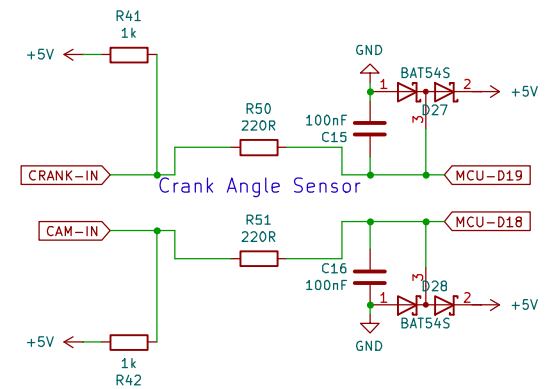 R41
1k
+5V
GND
BAT54S
1
2
+5V
D27
3
R50
220R
100nF
C15
CRANK-IN
MCU-D19
Crank Angle Sensor
CAM-IN
R51
220R
MCU-D18
C16
100nF
3
D28
1
2
+5V
BAT54S
GND
+5V
1k
R42